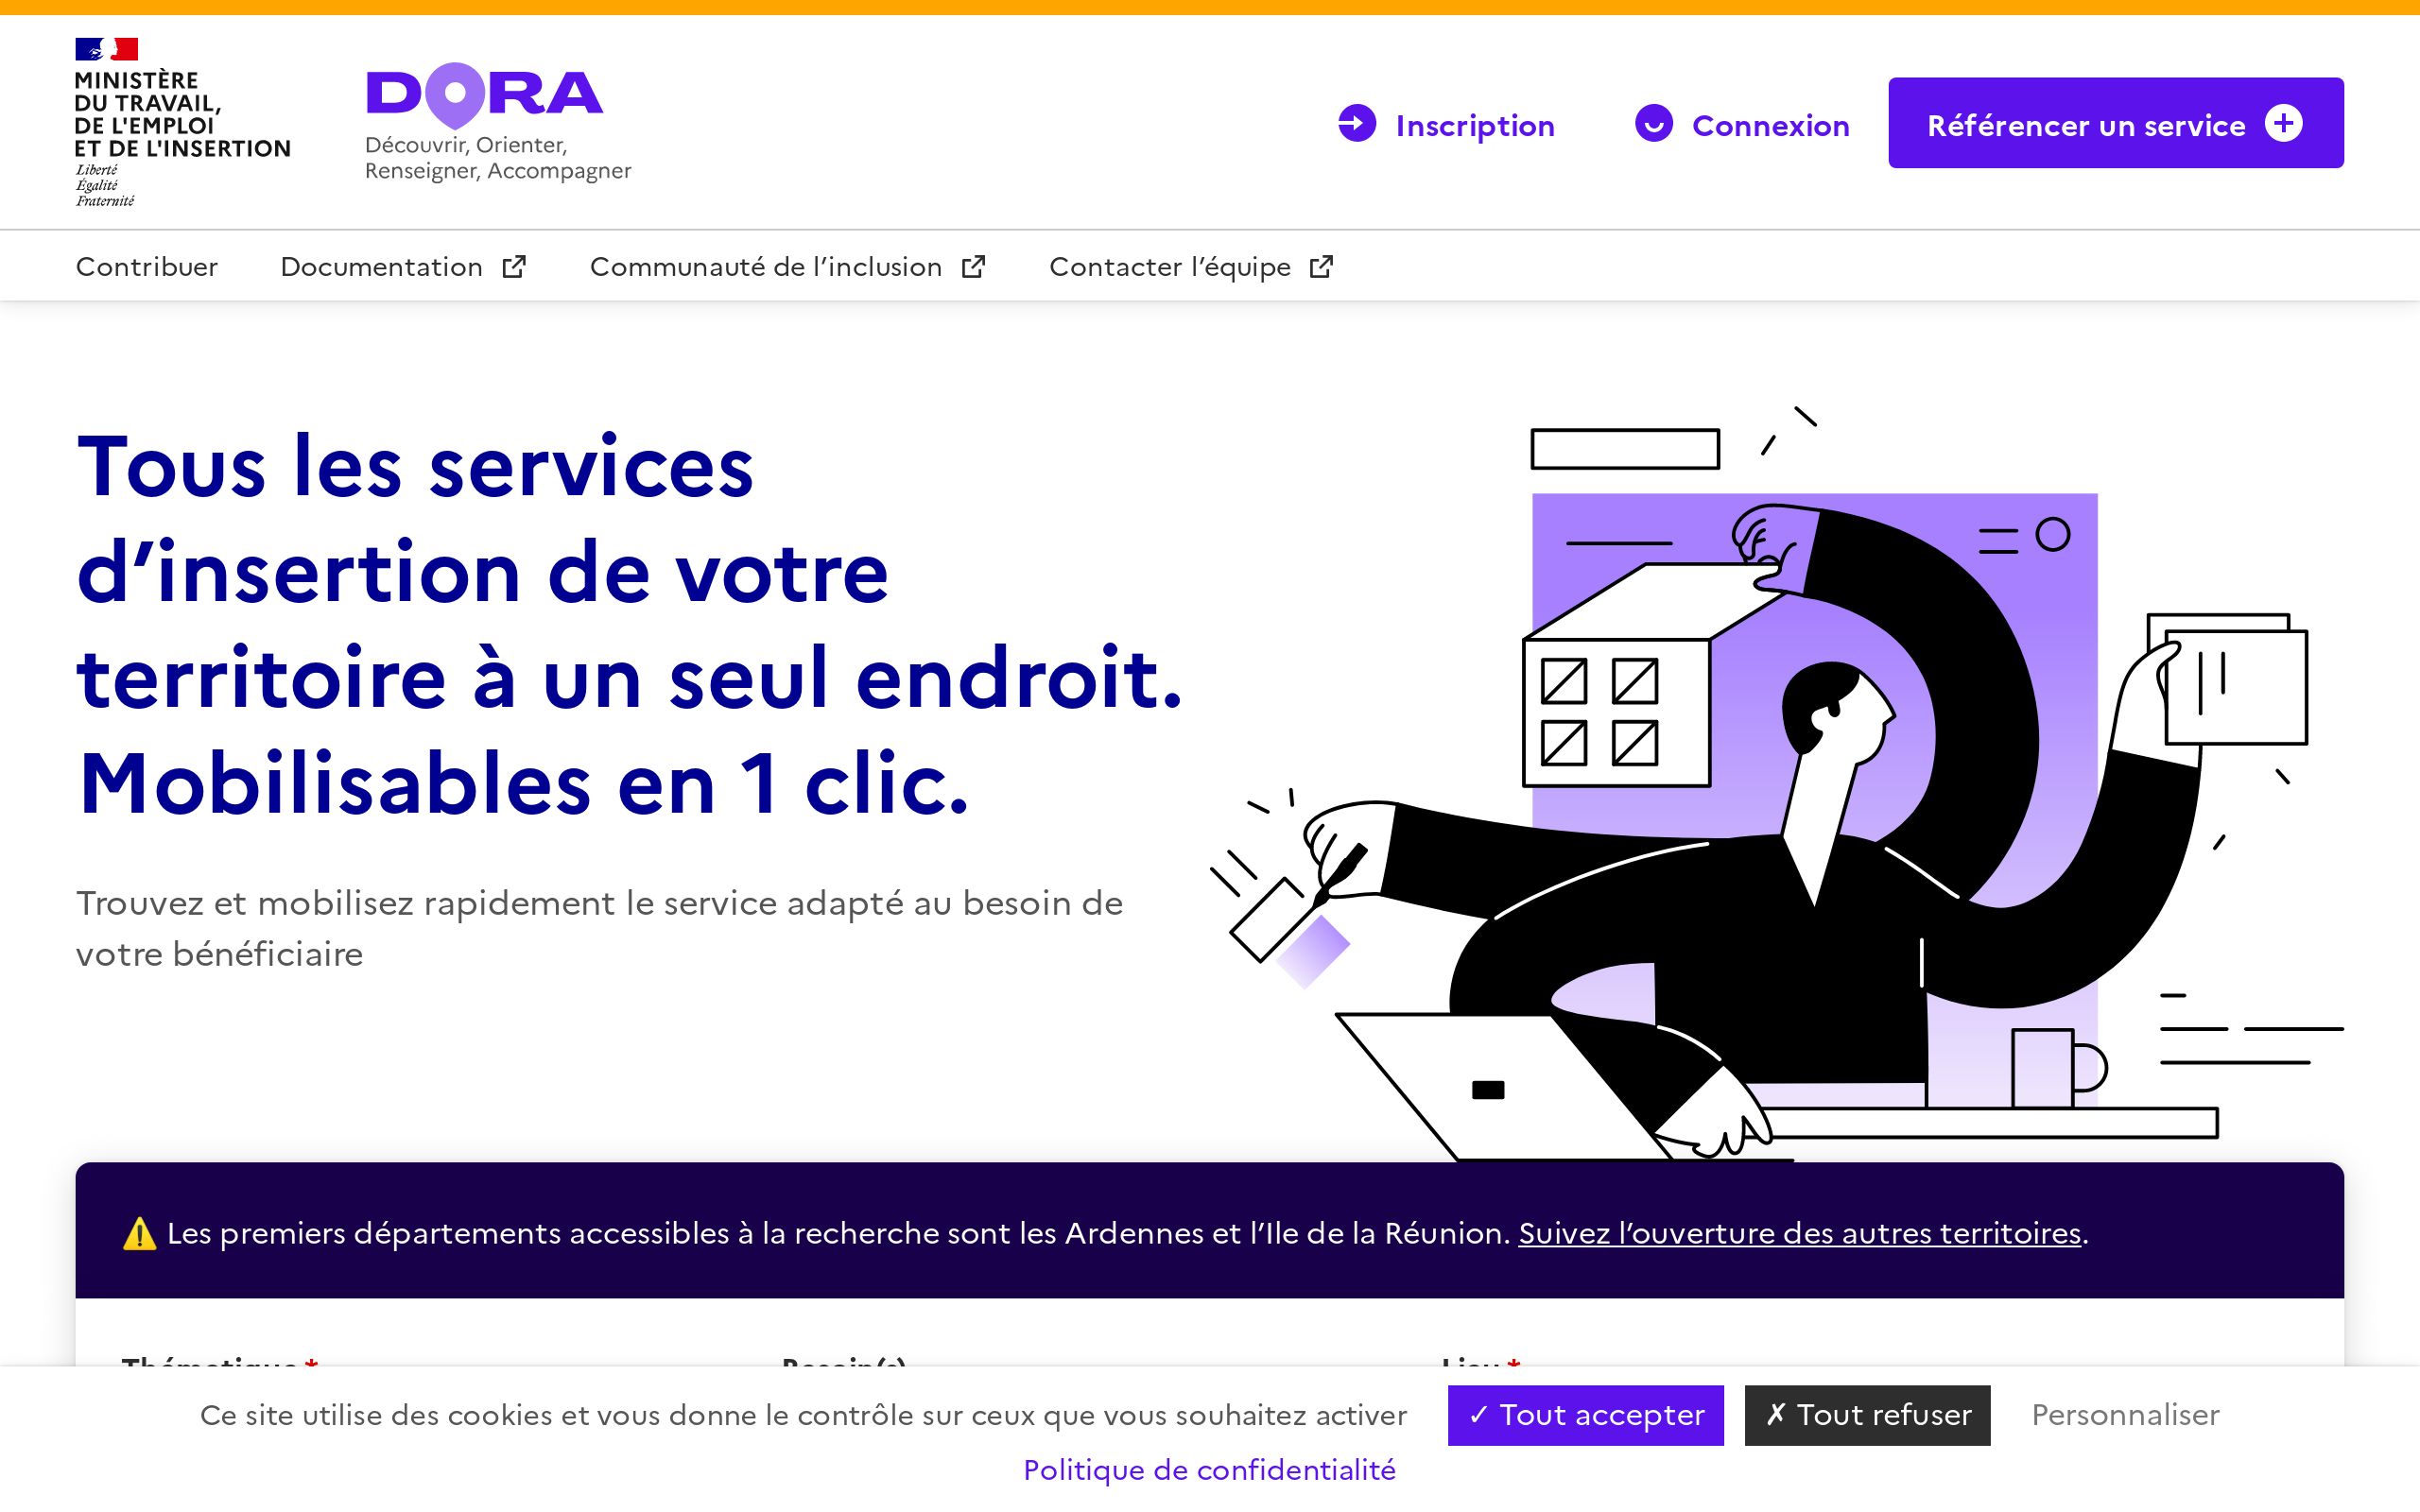 MINISTÈRE
DU TRAVAIL,
DE L'EMPLOI
ET DE L'INSERTION
Liberté
Égalité
Fraternité
DORA
Découvrir, Orienter,
Renseigner, Accompagner
Inscription
Connexion
Référencer un service
Contribuer
Documentation
Communauté de l’inclusion
Contacter l’équipe
Tous les services
d’insertion de votre
territoire à un seul endroit.
Mobilisables en 1 clic.
Trouvez et mobilisez rapidement le service adapté au besoin de
votre bénéficiaire
⚠️ Les premiers départements accessibles à la recherche sont les Ardennes et l’Ile de la Réunion. Suivez l’ouverture des autres territoires.
Thématique *
Besoin(s)
Lieu *
Ce site utilise des cookies et vous donne le contrôle sur ceux que vous souhaitez activer
✓ Tout accepter
✗ Tout refuser
Personnaliser
Politique de confidentialité